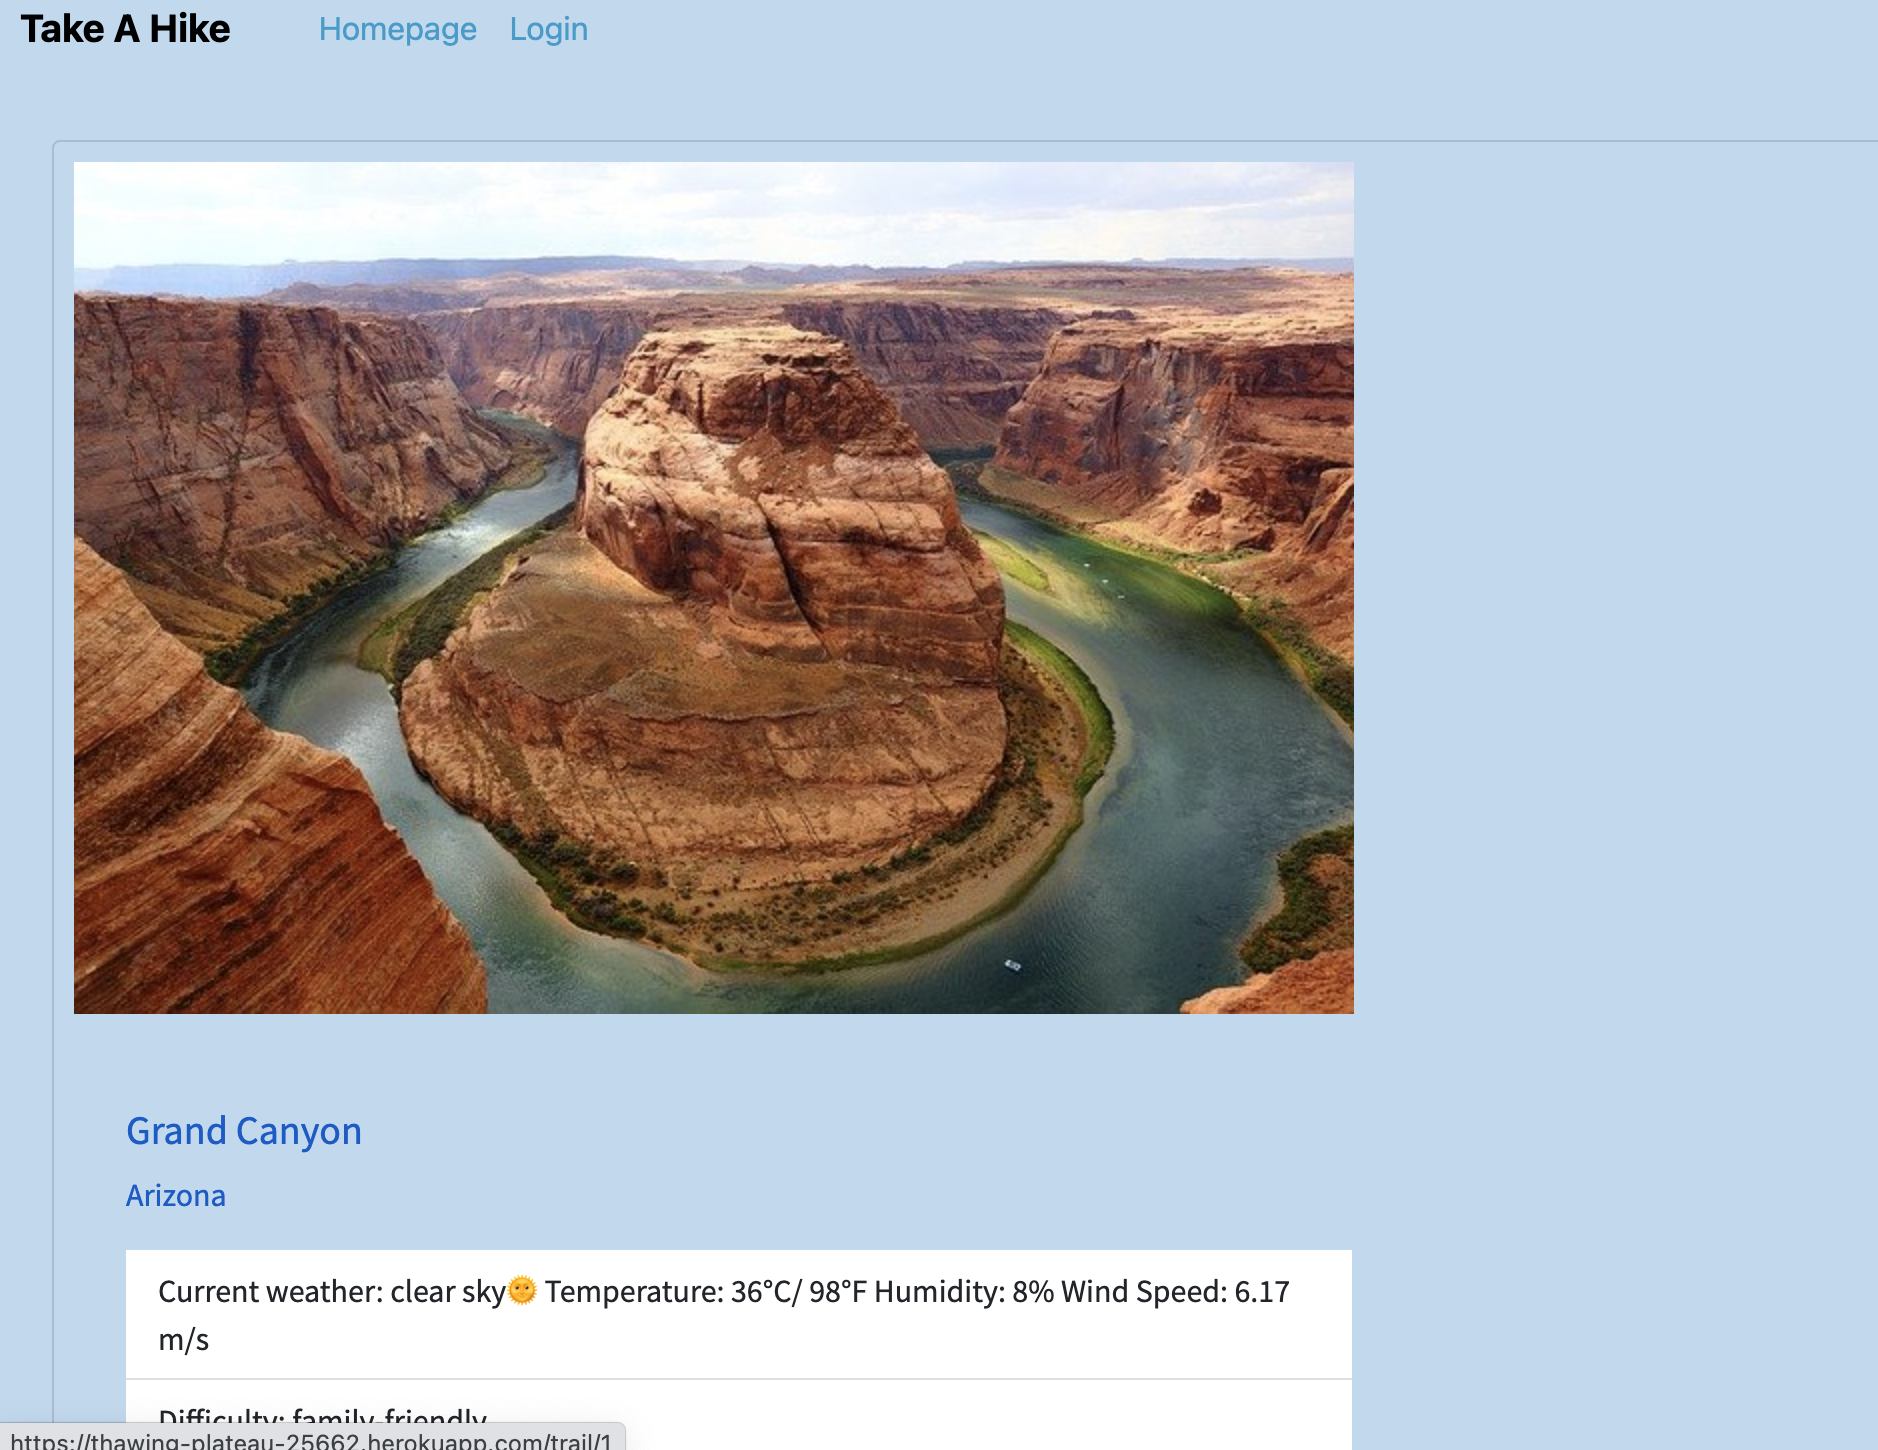 Take A Hike Homepage Login
Grand Canyon
Arizona
Current weather: clear sky🌞 Temperature: 36°C/ 98°F Humidity: 8% Wind Speed: 6.17
m/s
Difficulty: family-friendly
https://thawing-plateau-25662.herokuapp.com/trail/1